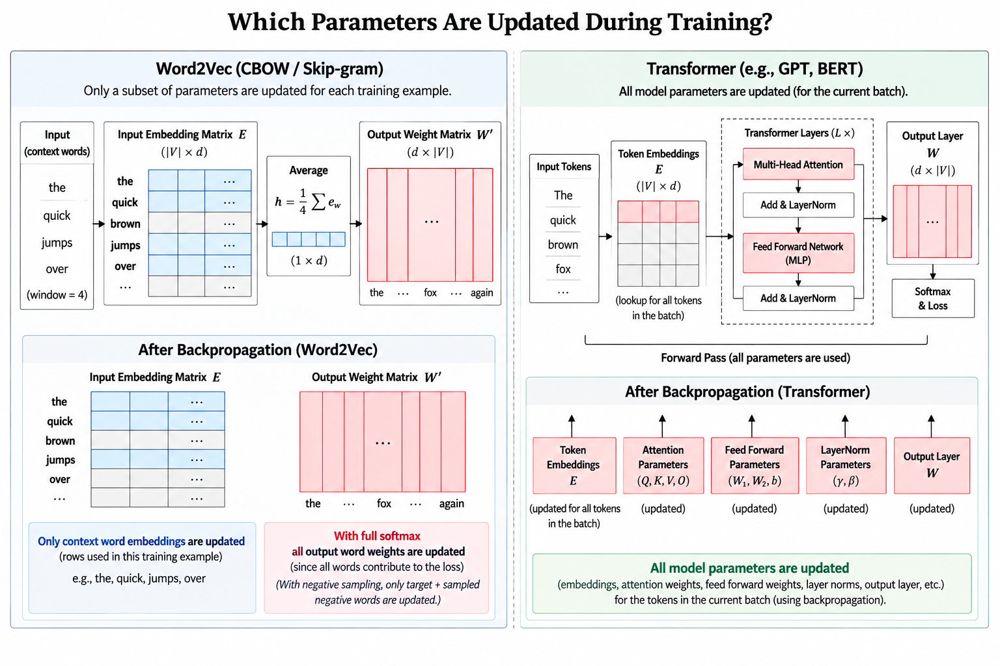 Which Parameters Are Updated During Training?
Word2Vec (CBOW / Skip-gram)
Only a subset of parameters are updated for each training example.
Input
(context words)
the
quick
jumps
over
(window = 4)
Input Embedding Matrix E
(|V| × d)
the
quick
brown
jumps
over
...
...
...
...
...
...
...
Average
h = 1/4 ∑ e_w
(1 × d)
Output Weight Matrix W′
(d × |V|)
...
the ... fox ... again
After Backpropagation (Word2Vec)
Input Embedding Matrix E
the
quick
brown
jumps
over
...
...
...
...
...
...
...
Output Weight Matrix W′
...
the ... fox ... again
Only context word embeddings are updated
(rows used in this training example)
e.g., the, quick, jumps, over
With full softmax
all output word weights are updated
(since all words contribute to the loss)
(With negative sampling, only target + sampled
negative words are updated.)
Transformer (e.g., GPT, BERT)
All model parameters are updated (for the current batch).
Input Tokens
The
quick
brown
fox
...
Token Embeddings
E
(|V| × d)
(lookup for all tokens
in the batch)
Transformer Layers (L ×)
Multi-Head Attention
Add & LayerNorm
Feed Forward Network
(MLP)
Add & LayerNorm
Output Layer
W
(d × |V|)
...
Softmax
& Loss
Forward Pass (all parameters are used)
After Backpropagation (Transformer)
Token
Embeddings
E
(updated for all tokens
in the batch)
Attention
Parameters
(Q, K, V, O)
(updated)
Feed Forward
Parameters
(W₁, W₂, b)
(updated)
LayerNorm
Parameters
(γ, β)
(updated)
Output Layer
W
(updated)
All model parameters are updated
(embeddings, attention weights, feed forward weights, layer norms, output layer, etc.)
for the tokens in the current batch (using backpropagation).